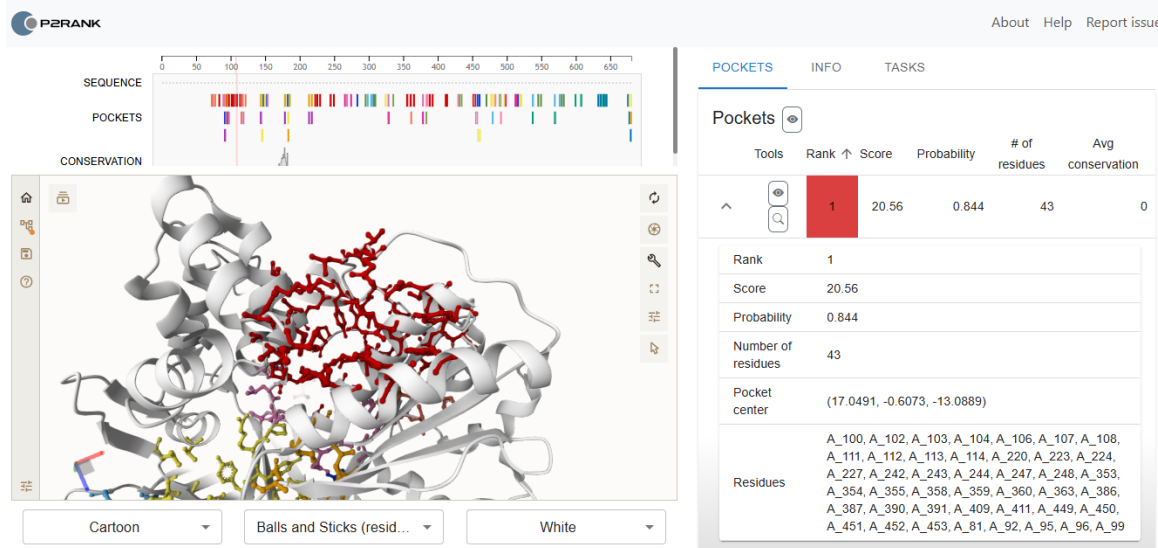 P2RANK
About Help Report issue
0 50 100 150 200 250 300 350 400 450 500 550 600 650
SEQUENCE
POCKETS
CONSERVATION
Cartoon
Balls and Sticks (resid...
White
POCKETS INFO TASKS
Pockets
Tools Rank ↑ Score Probability # of residues Avg conservation
1 20.56 0.844 43 0
Rank 1
Score 20.56
Probability 0.844
Number of
residues
43
Pocket
center
(17.0491, -0.6073, -13.0889)
Residues
A_100, A_102, A_103, A_104, A_106, A_107, A_108,
A_111, A_112, A_113, A_114, A_220, A_223, A_224,
A_227, A_242, A_243, A_244, A_247, A_248, A_353,
A_354, A_355, A_358, A_359, A_360, A_363, A_386,
A_387, A_390, A_391, A_409, A_411, A_449, A_450,
A_451, A_452, A_453, A_81, A_92, A_95, A_96, A_99